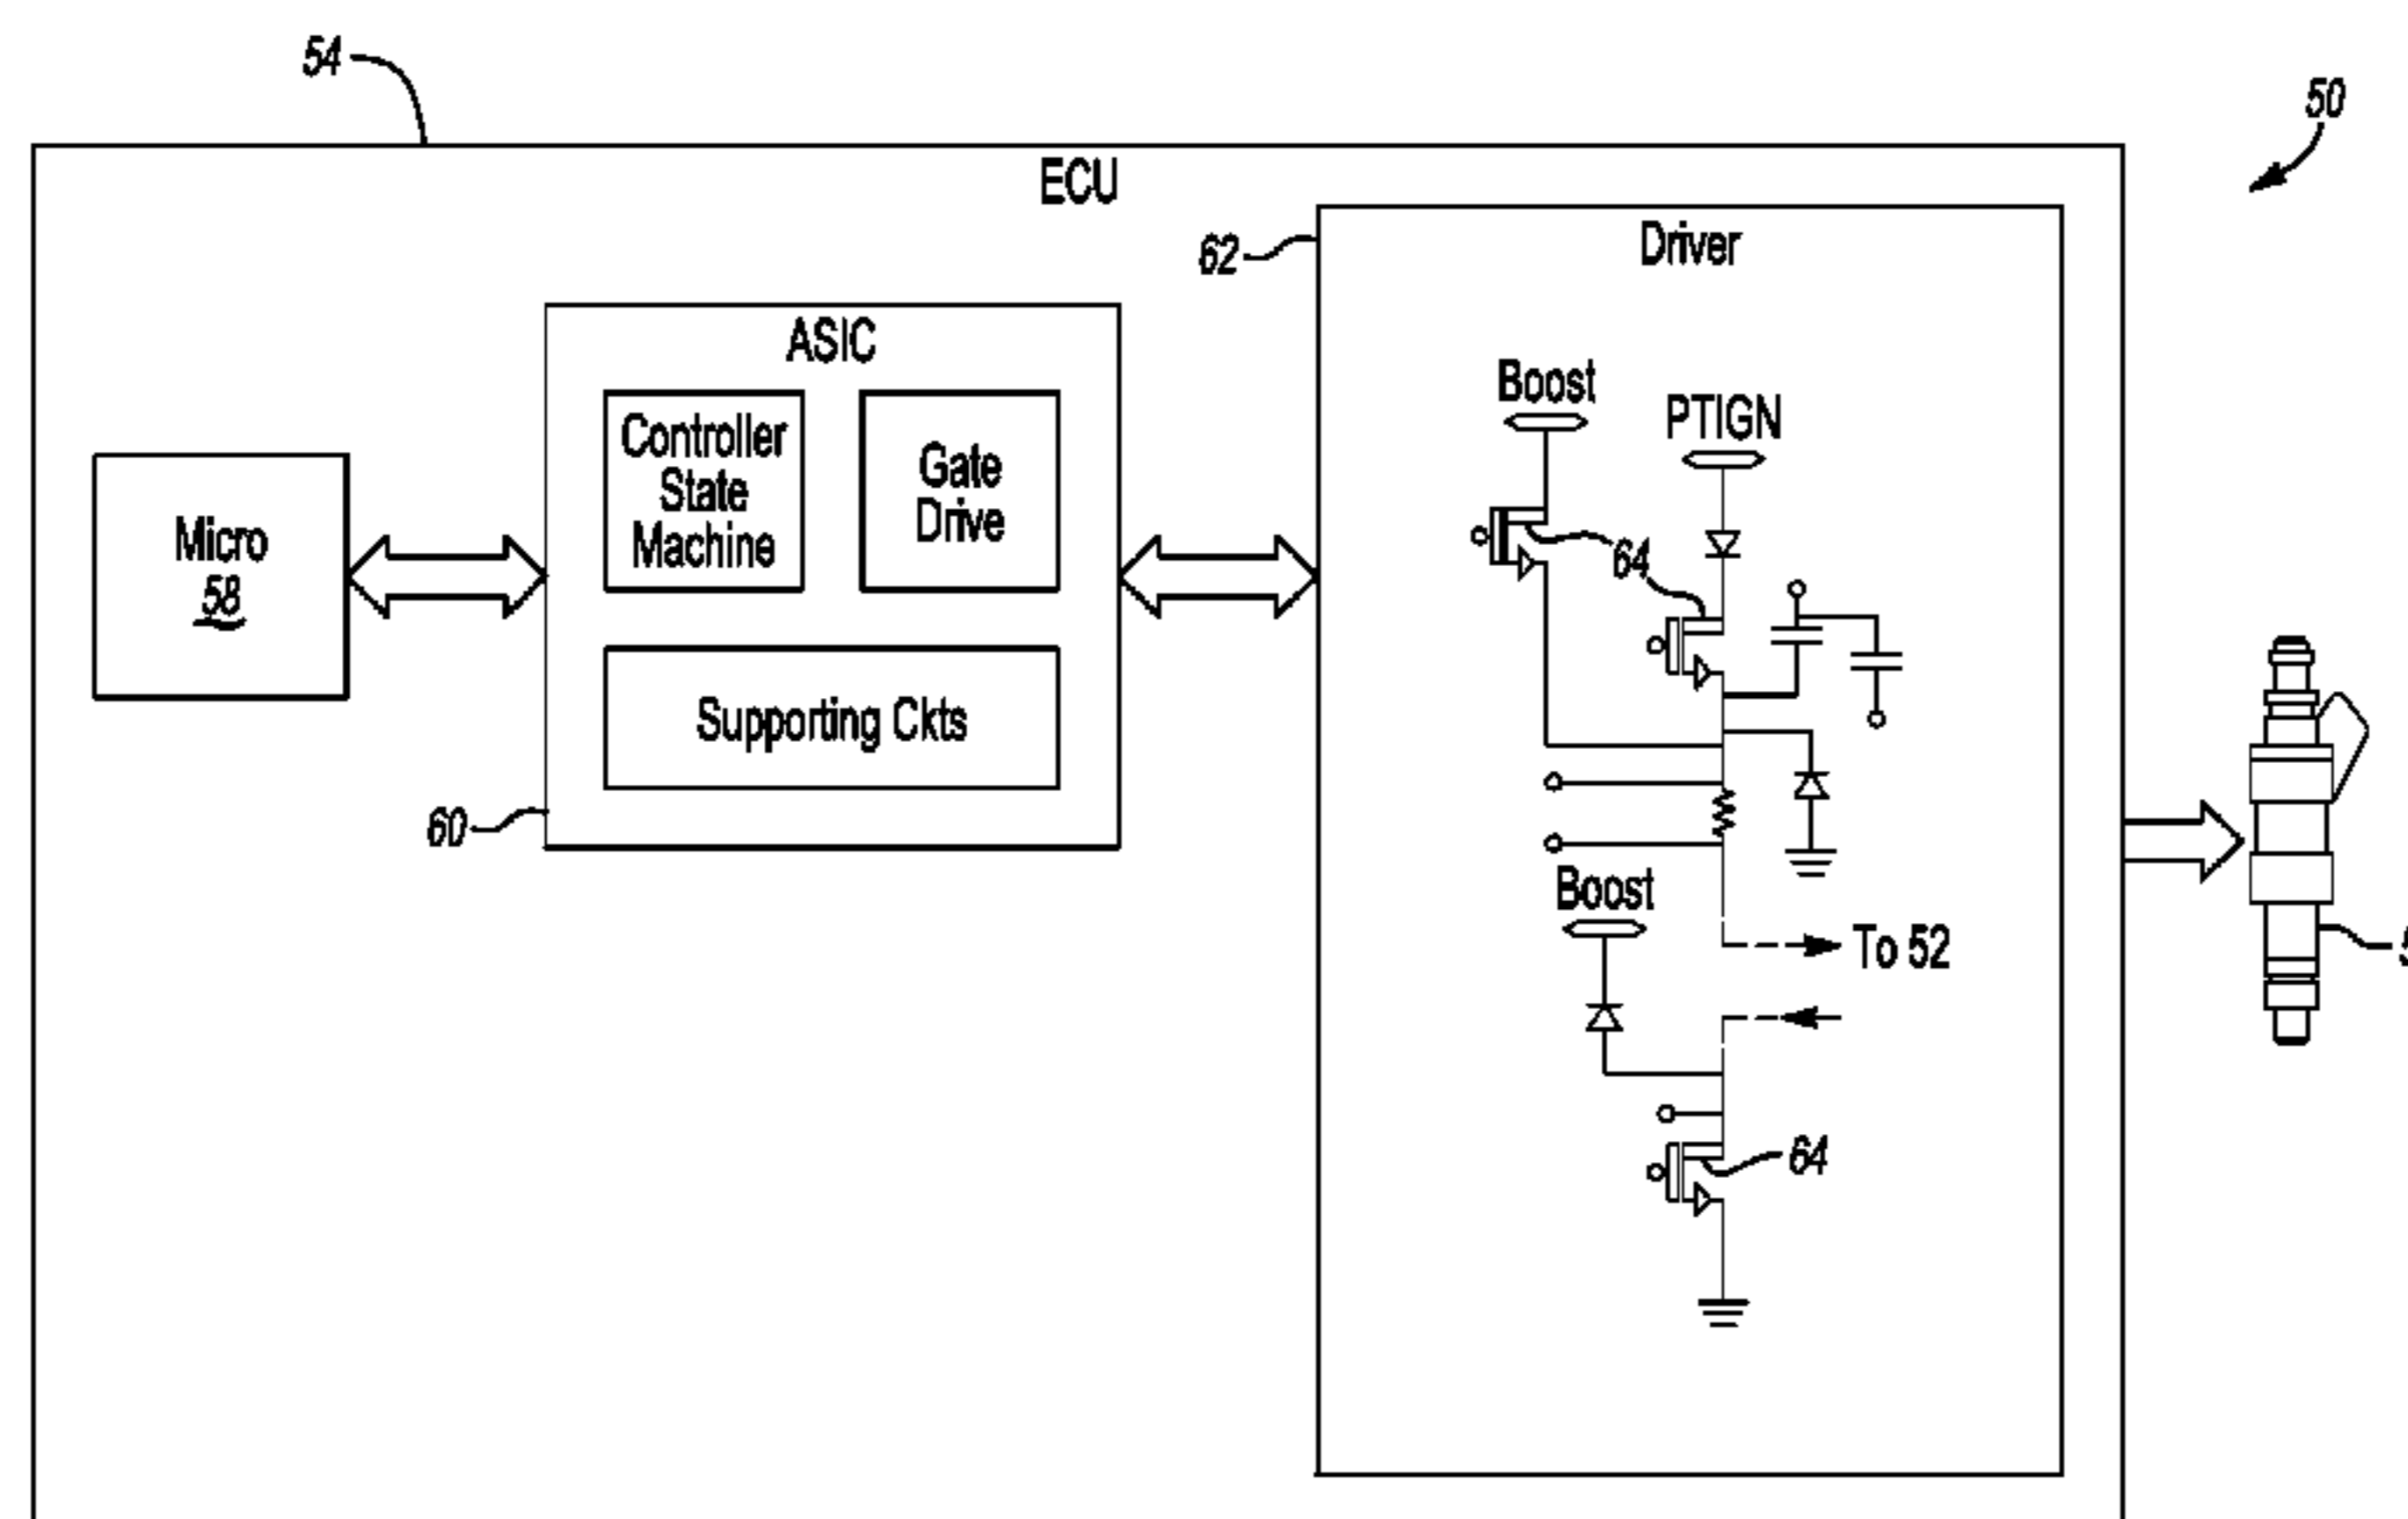 54
50
ECU
62
Driver
ASIC
Boost
PTIGN
Controller
State
Machine
Gate
Drive
64
Micro
58
Supporting Ckts
60
Boost
To 52
64